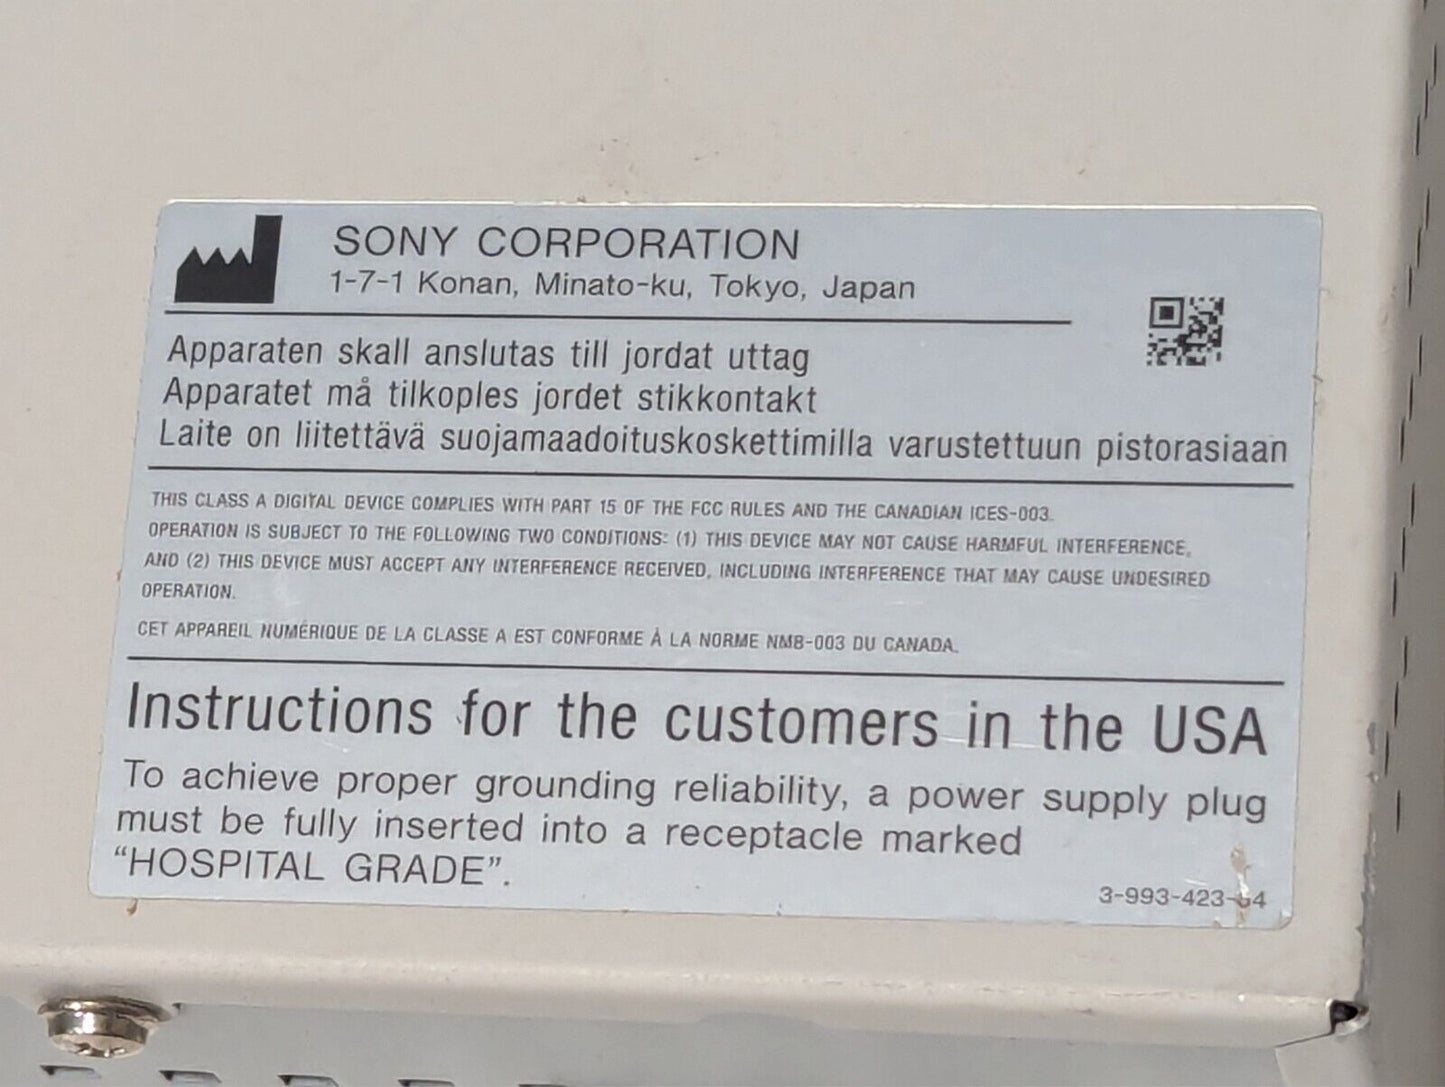 SONY CORPORATION
1-7-1 Konan, Minato-ku, Tokyo, Japan
Apparaten skall anslutas till jordat uttag
Apparatet må tilkoples jordet stikkontakt
Laite on liitettävä suojamaadoituskoskettimilla varustettuun pistorasiaan
THIS CLASS A DIGITAL DEVICE COMPLIES WITH PART 15 OF THE FCC RULES AND THE CANADIAN ICES-003.
OPERATION IS SUBJECT TO THE FOLLOWING TWO CONDITIONS: (1) THIS DEVICE MAY NOT CAUSE HARMFUL INTERFERENCE,
AND (2) THIS DEVICE MUST ACCEPT ANY INTERFERENCE RECEIVED, INCLUDING INTERFERENCE THAT MAY CAUSE UNDESIRED
OPERATION.
CET APPAREIL NUMÉRIQUE DE LA CLASSE A EST CONFORME À LA NORME NMB-003 DU CANADA.
Instructions for the customers in the USA
To achieve proper grounding reliability, a power supply plug
must be fully inserted into a receptacle marked
“HOSPITAL GRADE”.